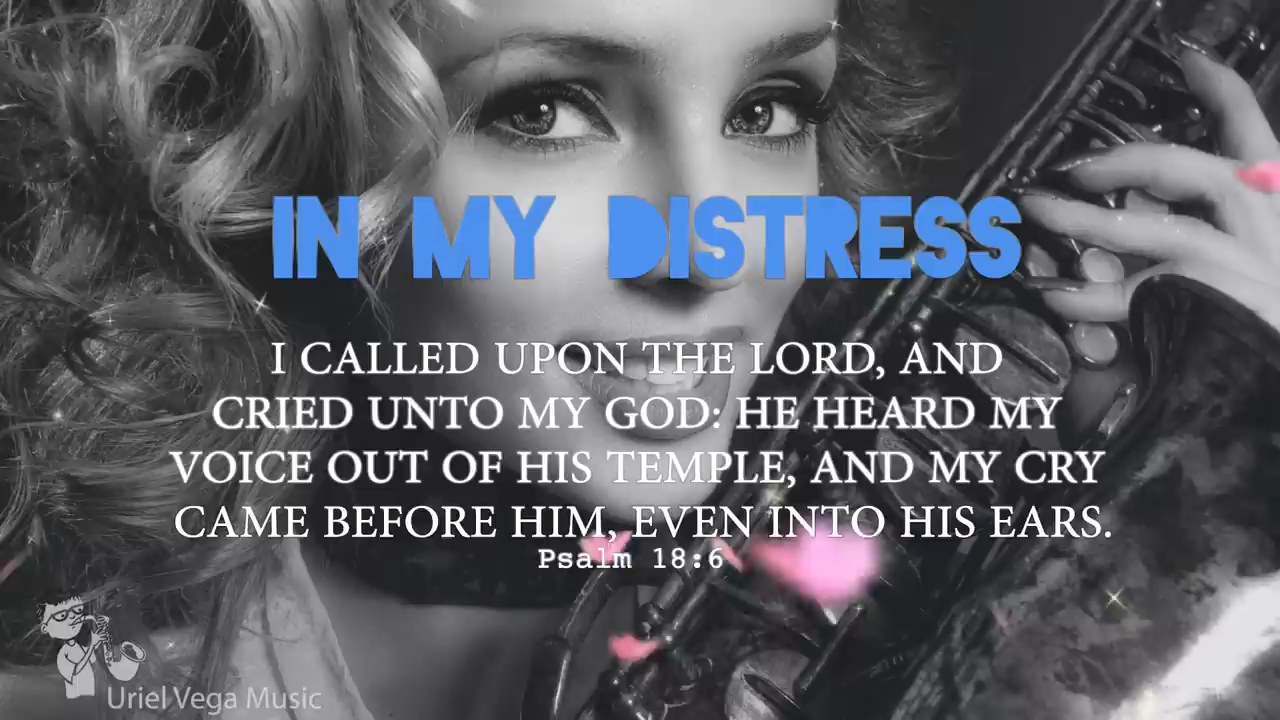 IN MY DISTRESS
I CALLED UPON THE LORD, AND
CRIED UNTO MY GOD: HE HEARD MY
VOICE OUT OF HIS TEMPLE, AND MY CRY
CAME BEFORE HIM, EVEN INTO HIS EARS.
Psalm 18:6
Uriel Vega Music